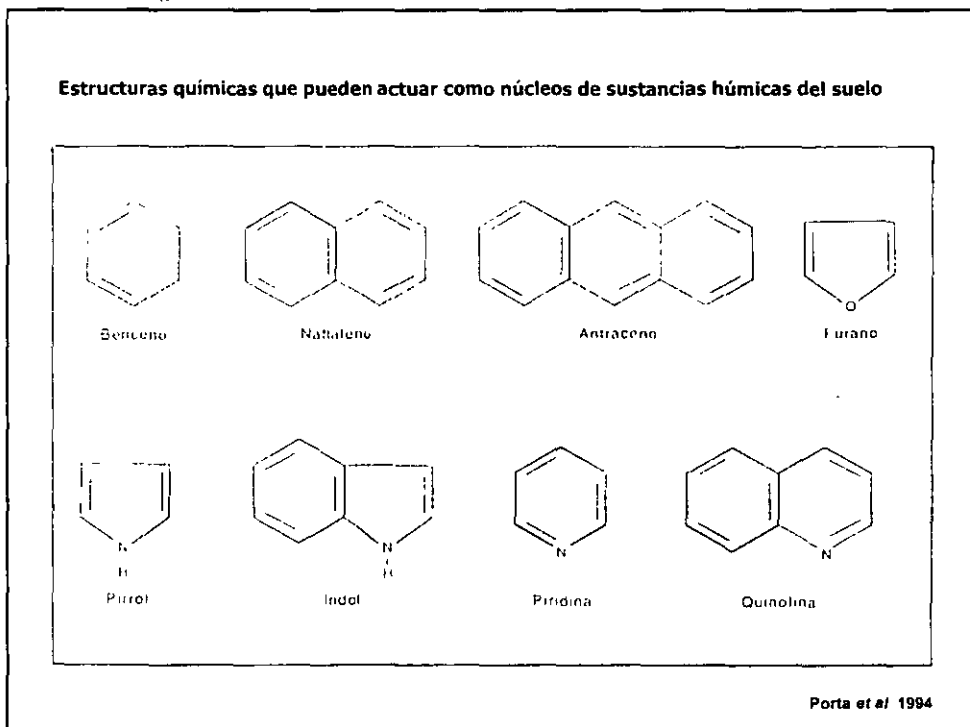 Estructuras químicas que pueden actuar como núcleos de sustancias húmicas del suelo
Benceno Naftaleno Antraceno Furano
O
N N N N
H H
Pirrol Indol Piridina Quinolina
Porta et al 1994